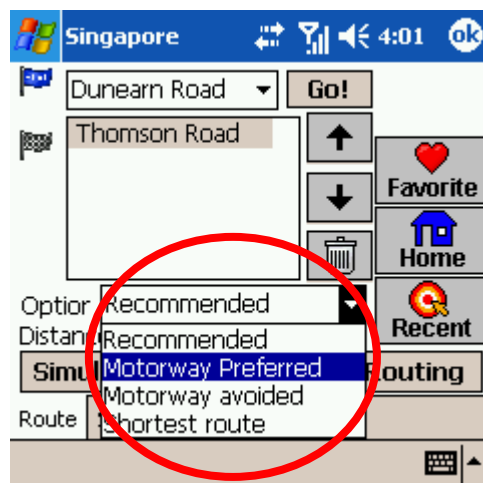 Singapore 4:01 ok
Dunearn Road Go!
Thomson Road
Favorite
Home
Recent
Option Recommended
Recommended
Motorway Preferred
Motorway avoided
Shortest route
Routing
Route